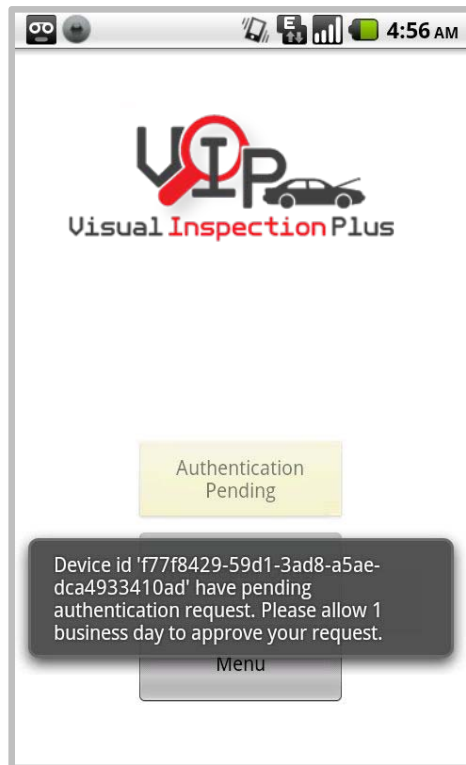 E
4:56 AM
VIP
Visual Inspection Plus
Authentication
Pending
Device id 'f77f8429-59d1-3ad8-a5ae-
dca4933410ad' have pending
authentication request. Please allow 1
business day to approve your request.
Menu